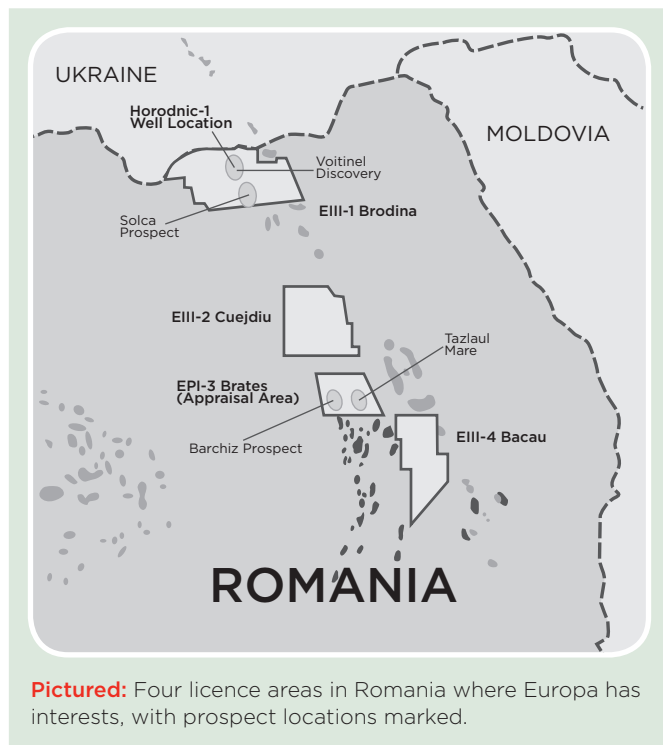 UKRAINE
Horodnic-1
Well Location
MOLDOVIA
Voitinel
Discovery
Solca
Prospect
EIII-1 Brodina
EIII-2 Cuejdiu
Tazlaul
Mare
EPI-3 Brates
(Appraisal Area)
Barchiz Prospect
EIII-4 Bacau
ROMANIA
Pictured: Four licence areas in Romania where Europa has
interests, with prospect locations marked.